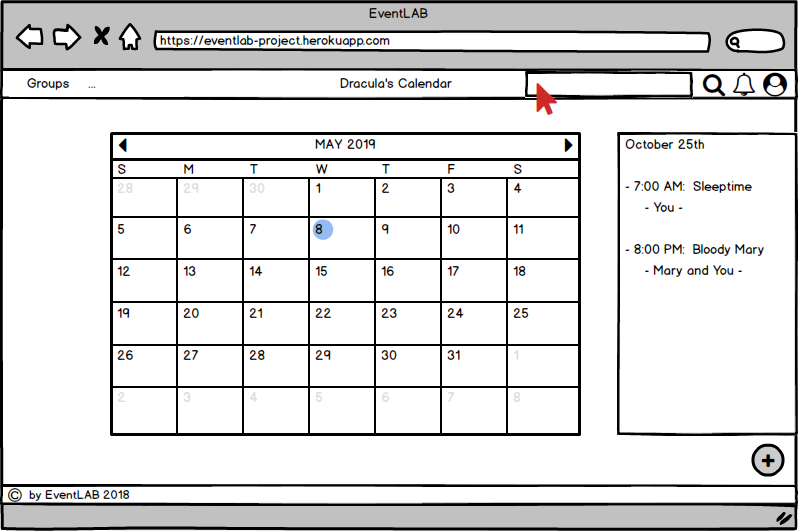 EventLAB
https://eventlab-project.herokuapp.com
Groups ... Dracula's Calendar
MAY 2019
S M T W T F S
28 29 30 1 2 3 4
5 6 7 8 9 10 11
12 13 14 15 16 17 18
19 20 21 22 23 24 25
26 27 28 29 30 31 1
2 3 4 5 6 7 8
October 25th
- 7:00 AM: Sleeptime
- You -
- 8:00 PM: Bloody Mary
- Mary and You -
© by EventLAB 2018